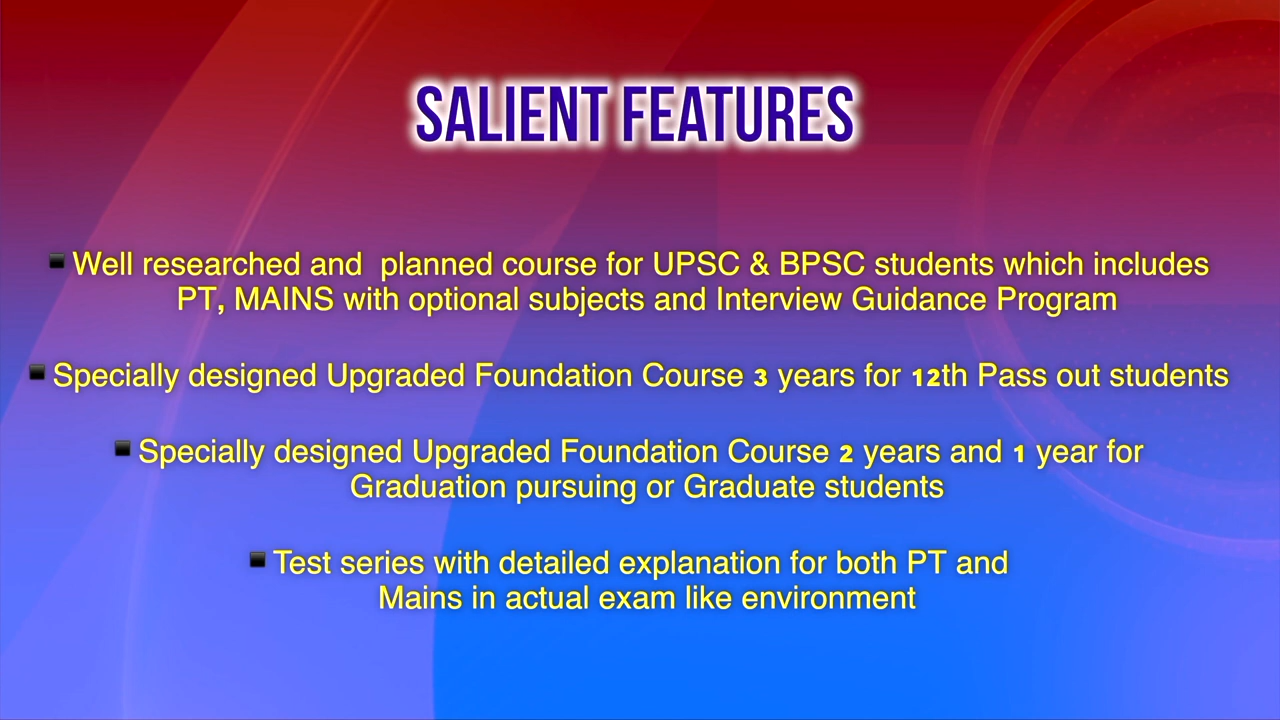 SALIENT FEATURES
▪ Well researched and  planned course for UPSC & BPSC students which includes
PT, MAINS with optional subjects and Interview Guidance Program
▪ Specially designed Upgraded Foundation Course 3 years for 12th Pass out students
▪ Specially designed Upgraded Foundation Course 2 years and 1 year for
Graduation pursuing or Graduate students
▪ Test series with detailed explanation for both PT and
Mains in actual exam like environment